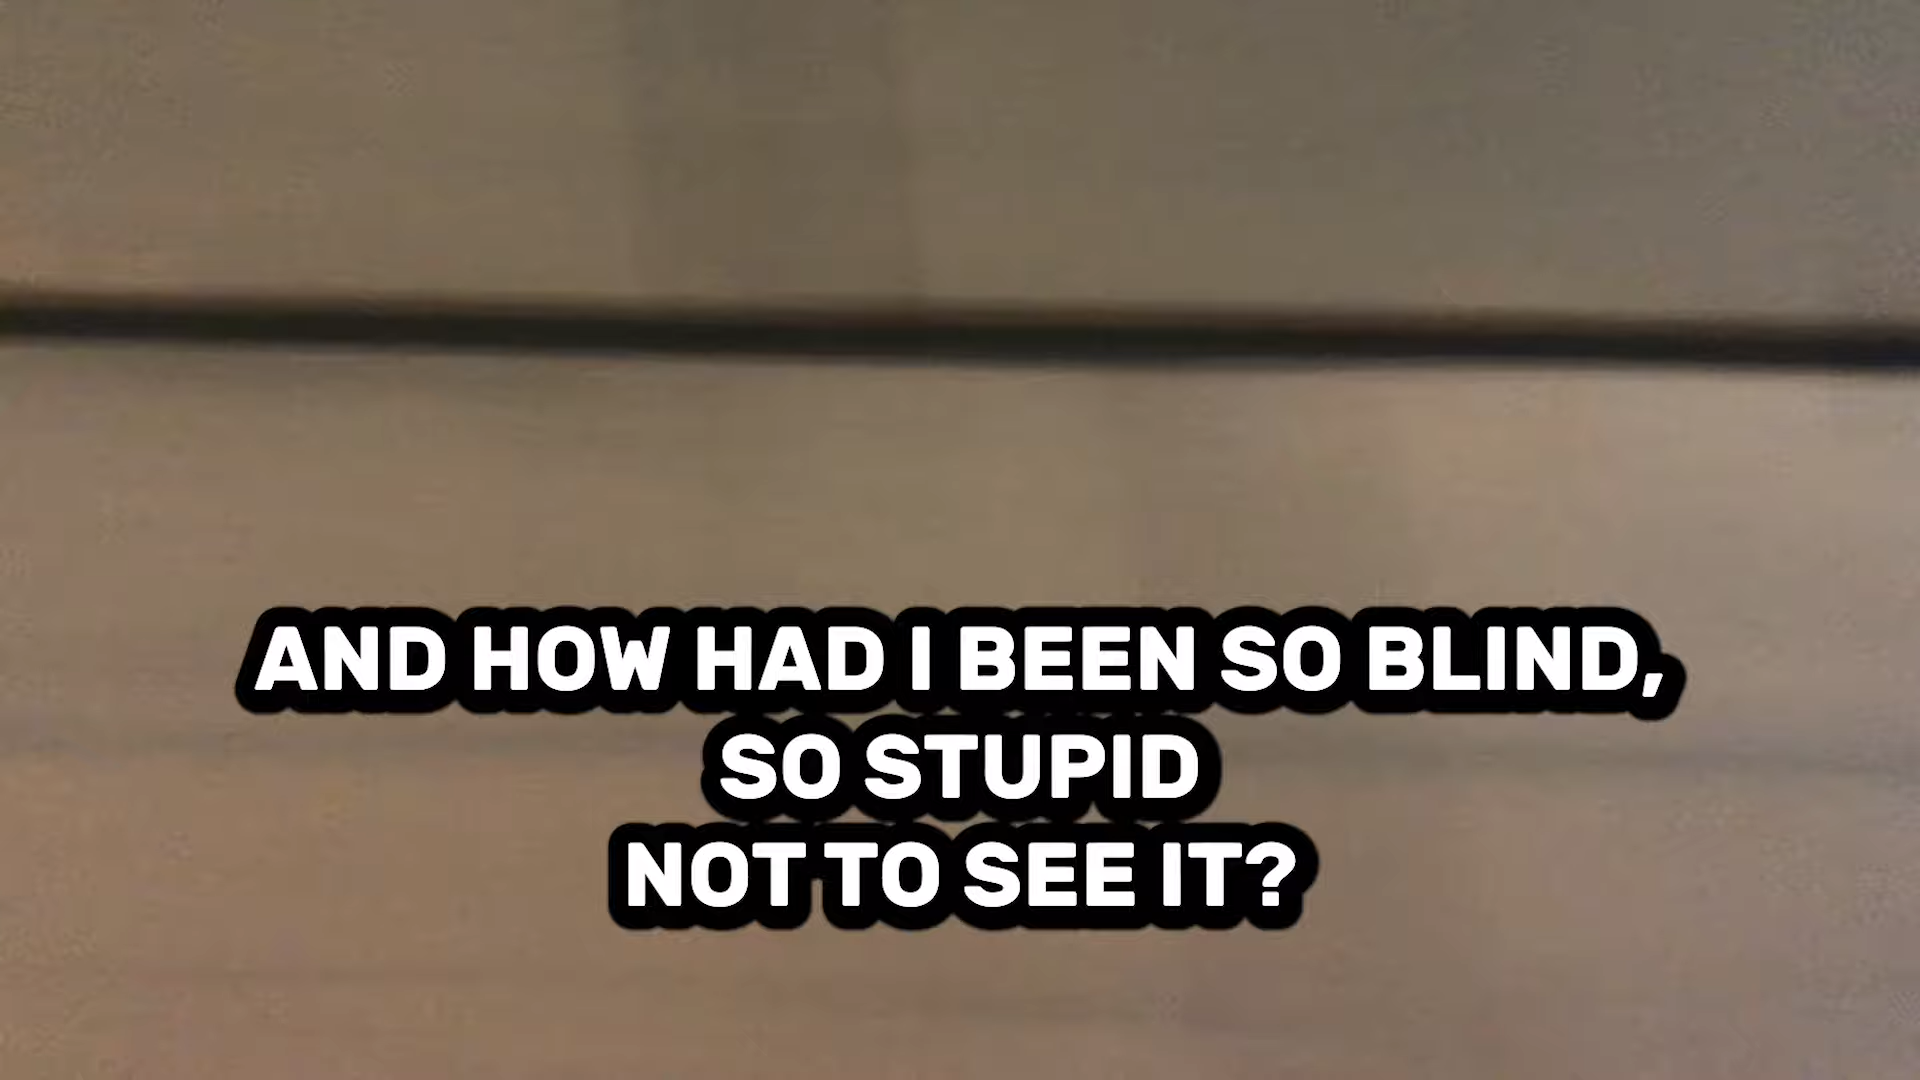 AND HOW HAD I BEEN SO BLIND,
SO STUPID
NOT TO SEE IT?